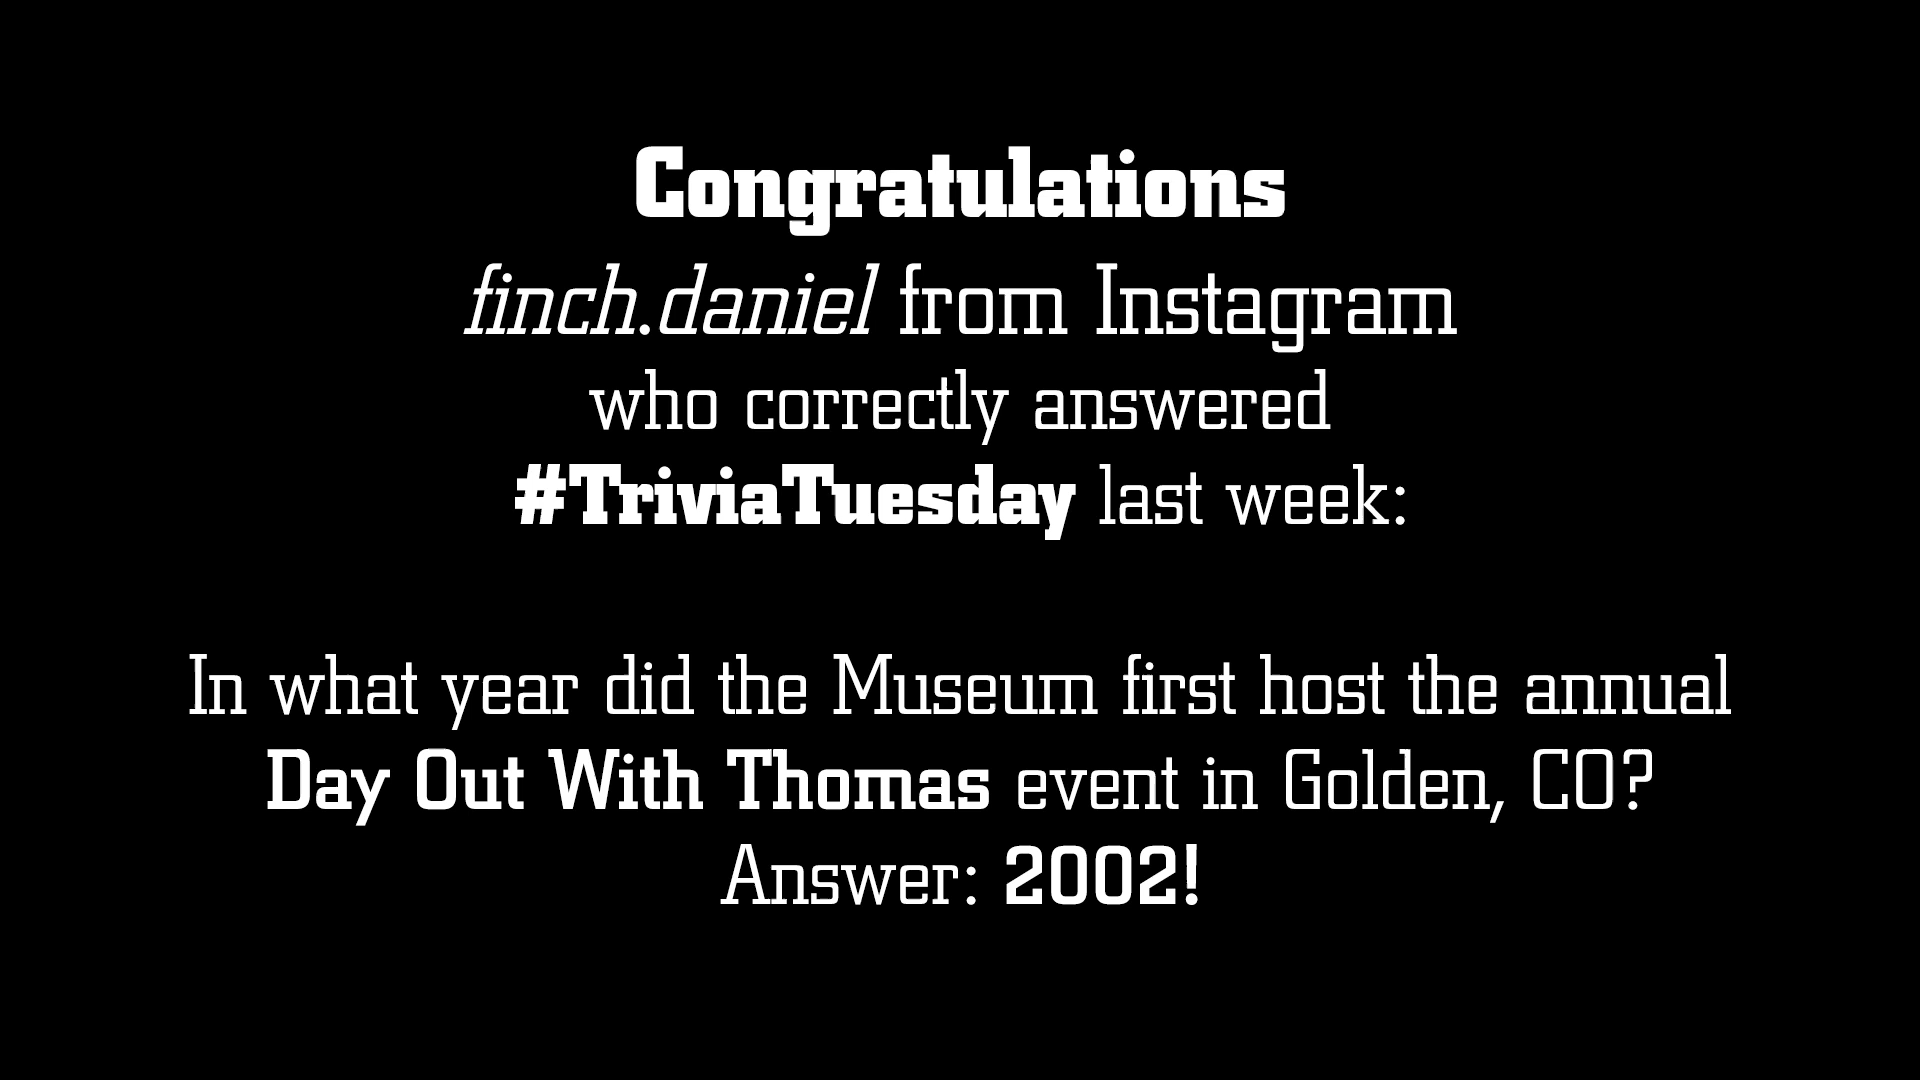 Congratulations
finch.daniel from Instagram
who correctly answered
#TriviaTuesday last week:
In what year did the Museum first host the annual
Day Out With Thomas event in Golden, CO?
Answer: 2002!